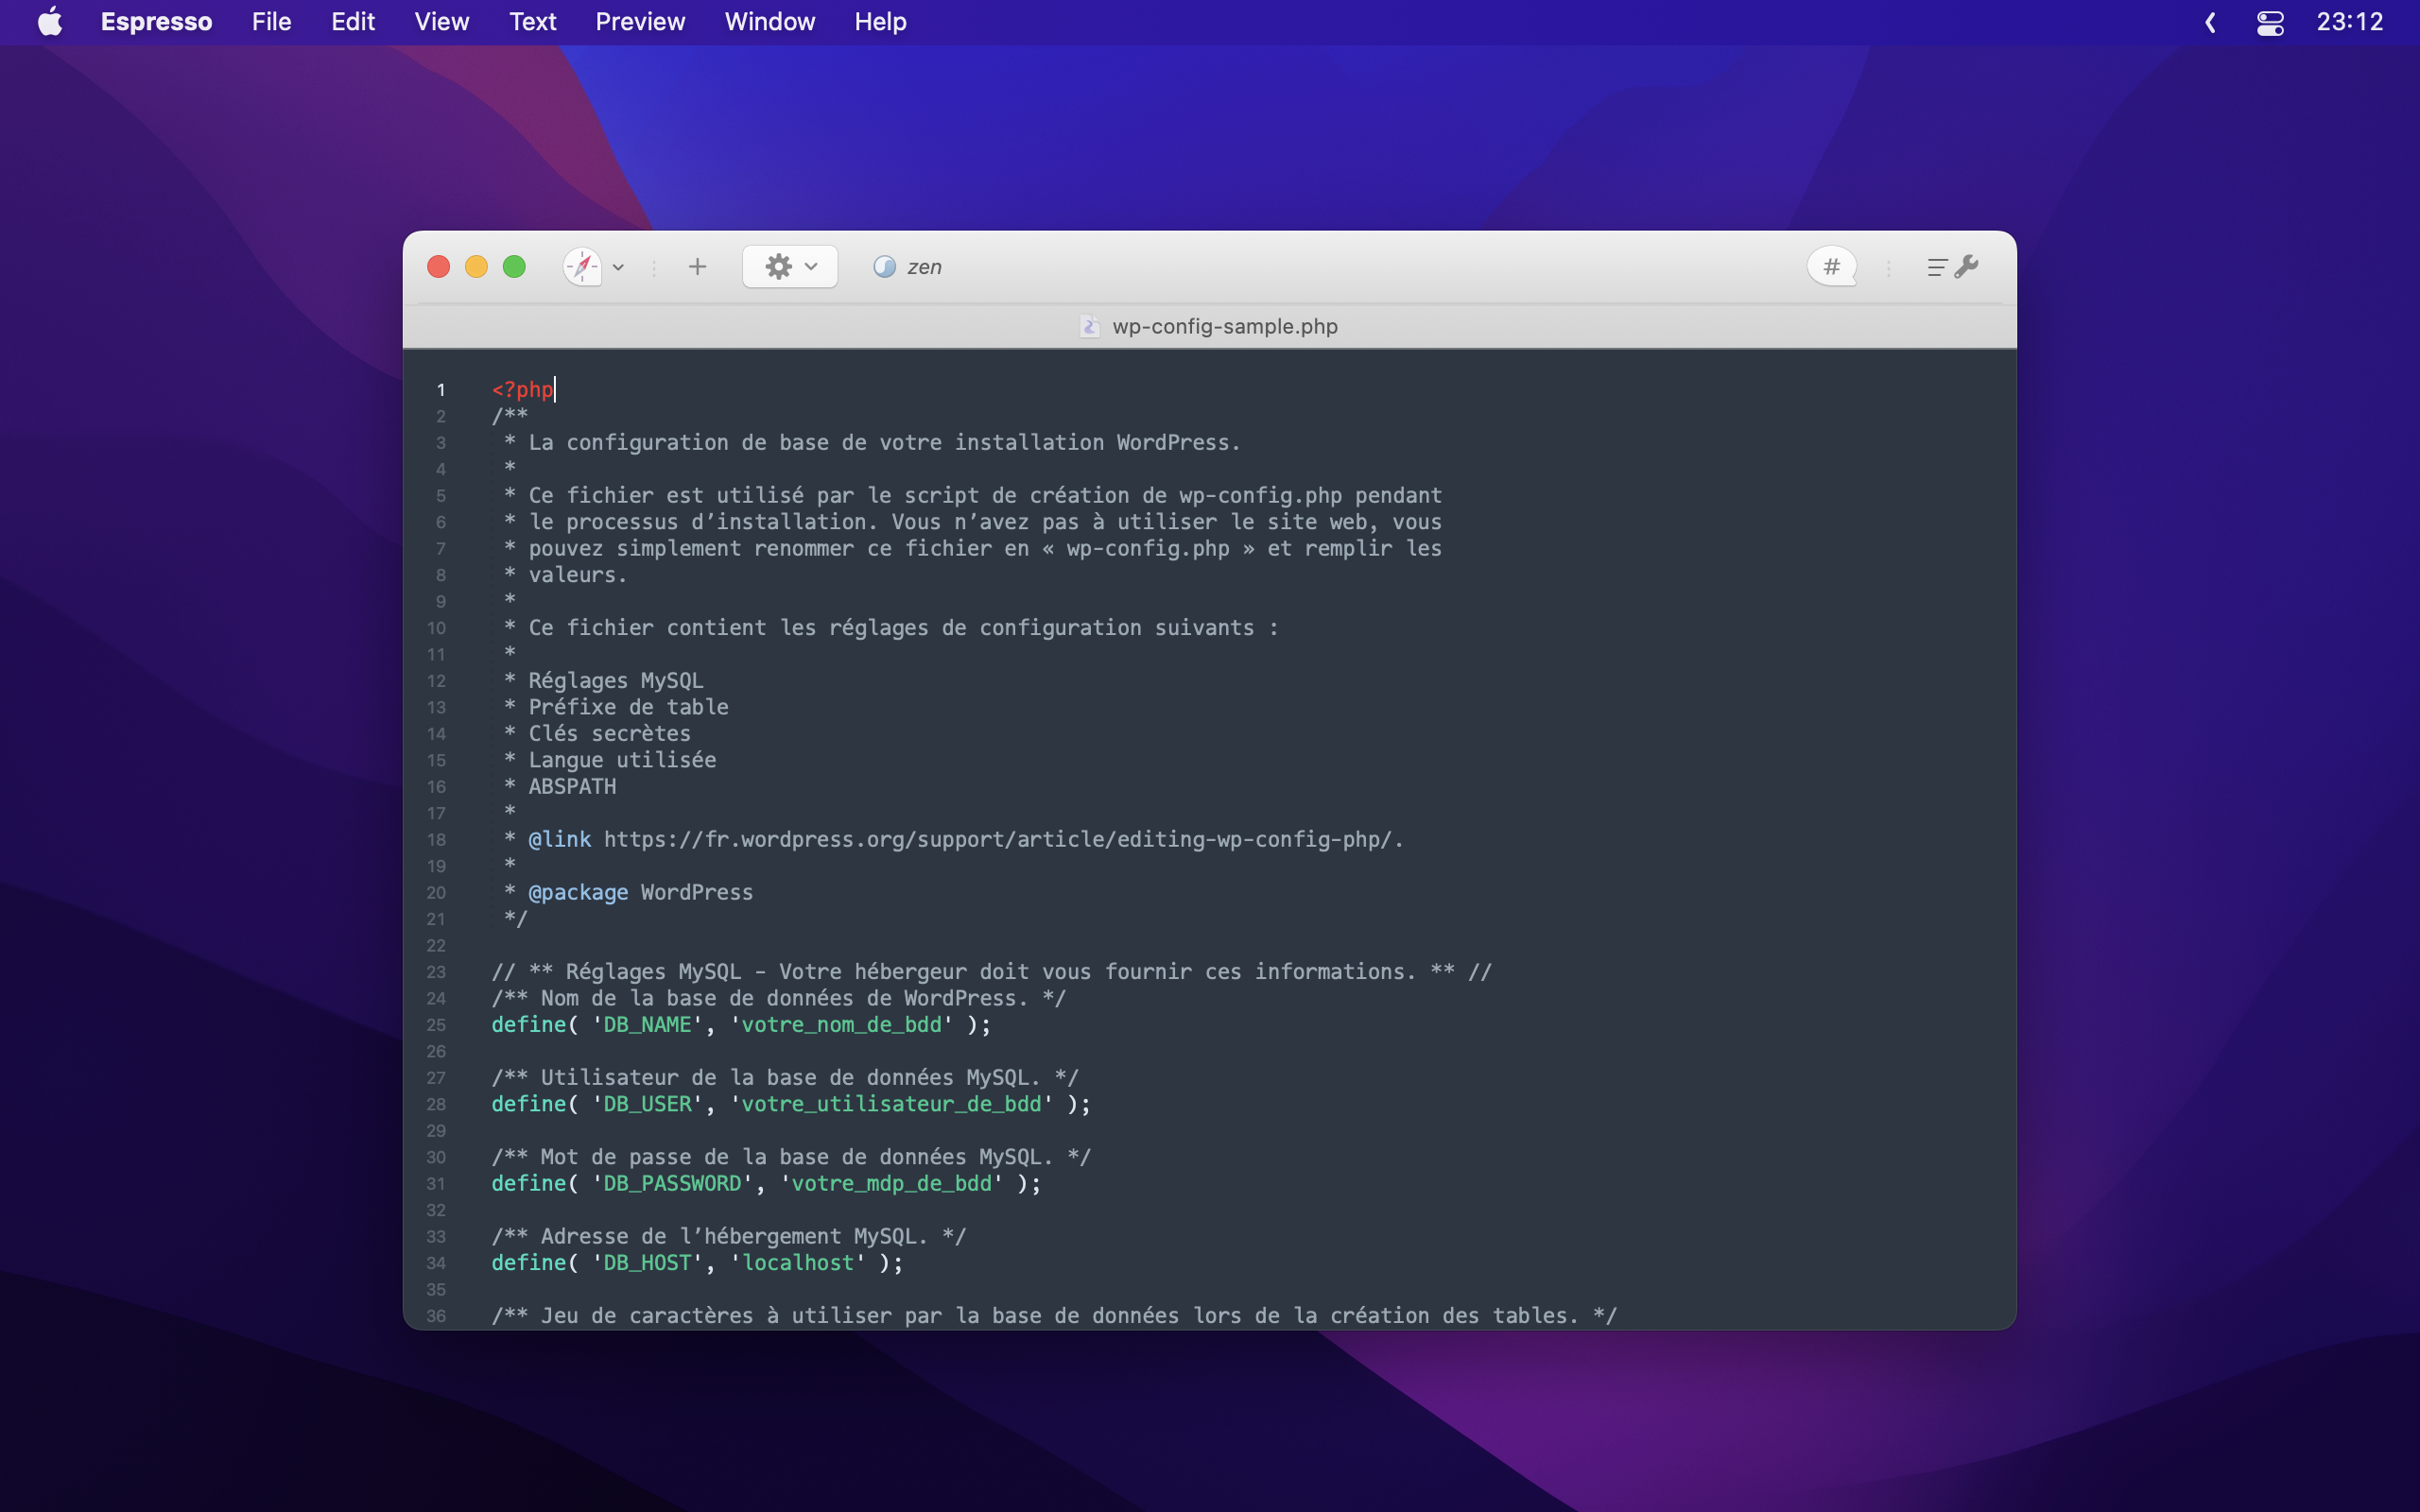 Espresso File Edit View Text Preview Window Help 23:12
zen #
wp-config-sample.php
1 <?php
2 /**
3 * La configuration de base de votre installation WordPress.
4 *
5 * Ce fichier est utilisé par le script de création de wp-config.php pendant
6 * le processus d’installation. Vous n’avez pas à utiliser le site web, vous
7 * pouvez simplement renommer ce fichier en « wp-config.php » et remplir les
8 * valeurs.
9 *
10 * Ce fichier contient les réglages de configuration suivants :
11 *
12 * Réglages MySQL
13 * Préfixe de table
14 * Clés secrètes
15 * Langue utilisée
16 * ABSPATH
17 *
18 * @link https://fr.wordpress.org/support/article/editing-wp-config-php/.
19 *
20 * @package WordPress
21 */
22
23 // ** Réglages MySQL - Votre hébergeur doit vous fournir ces informations. ** //
24 /** Nom de la base de données de WordPress. */
25 define( 'DB_NAME', 'votre_nom_de_bdd' );
26
27 /** Utilisateur de la base de données MySQL. */
28 define( 'DB_USER', 'votre_utilisateur_de_bdd' );
29
30 /** Mot de passe de la base de données MySQL. */
31 define( 'DB_PASSWORD', 'votre_mdp_de_bdd' );
32
33 /** Adresse de l’hébergement MySQL. */
34 define( 'DB_HOST', 'localhost' );
35
36 /** Jeu de caractères à utiliser par la base de données lors de la création des tables. */